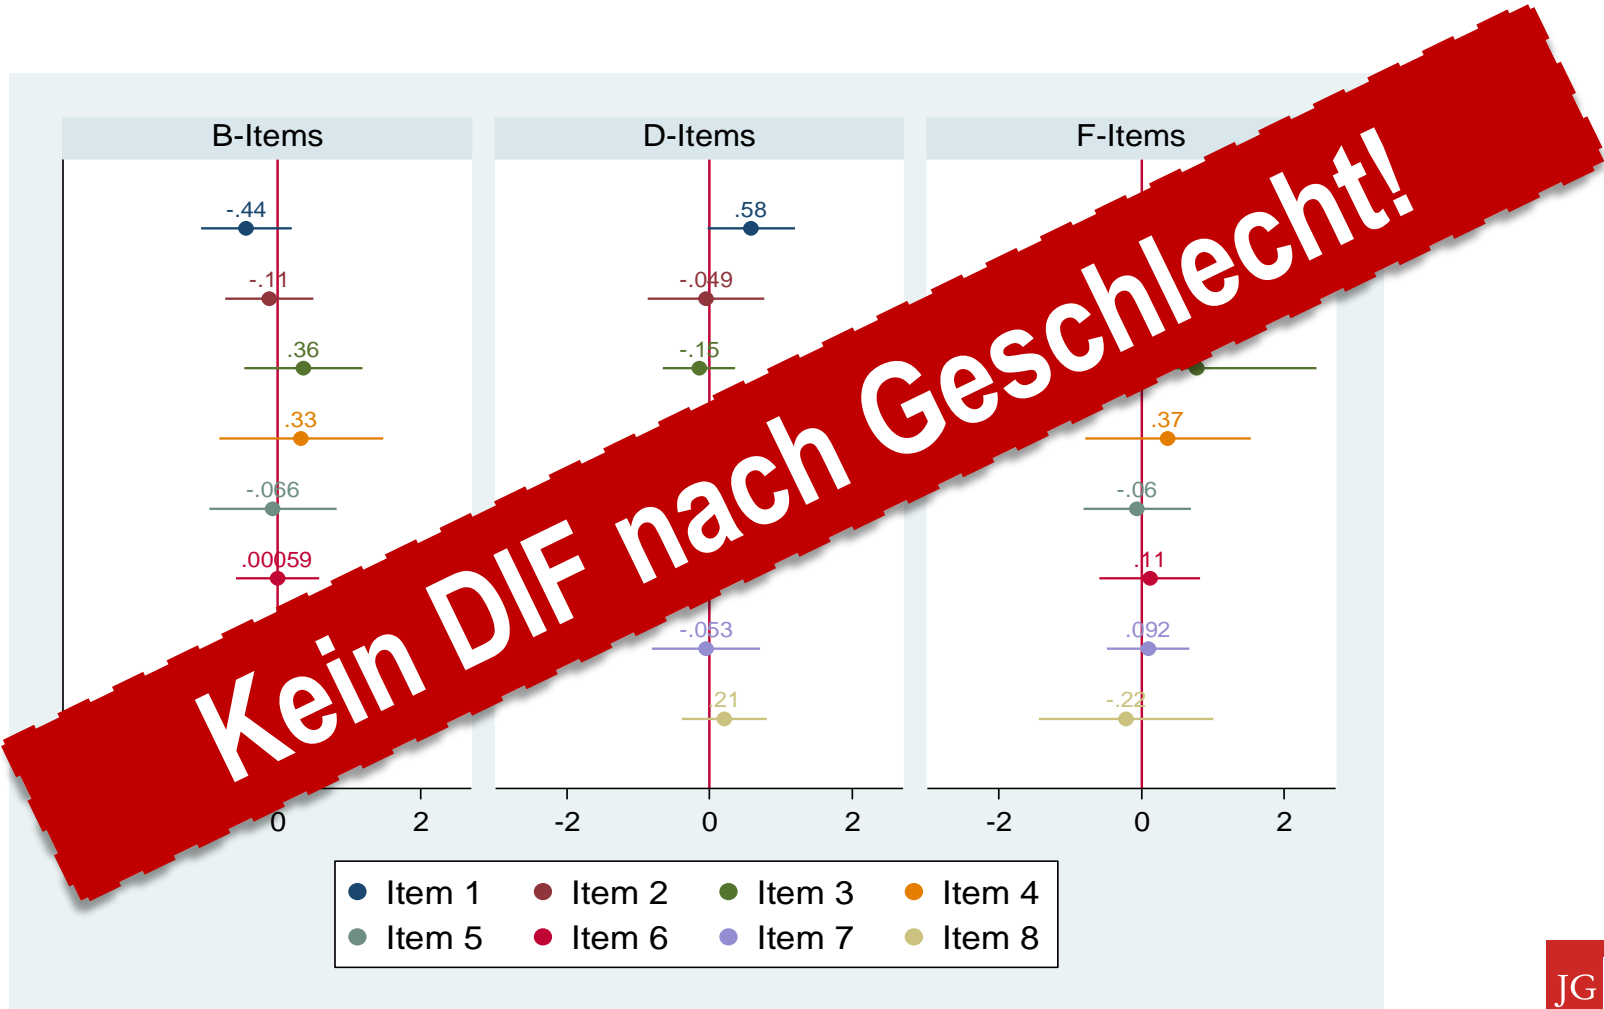 B-Items
D-Items
F-Items
-.44
-.11
.36
.33
-.066
.00059
.58
-.049
-.15
-.053
.21
.37
-.06
.11
.092
-.22
Kein DIF nach Geschlecht!
0 2
-2 0 2
-2 0 2
Item 1 Item 2 Item 3 Item 4
Item 5 Item 6 Item 7 Item 8
JG